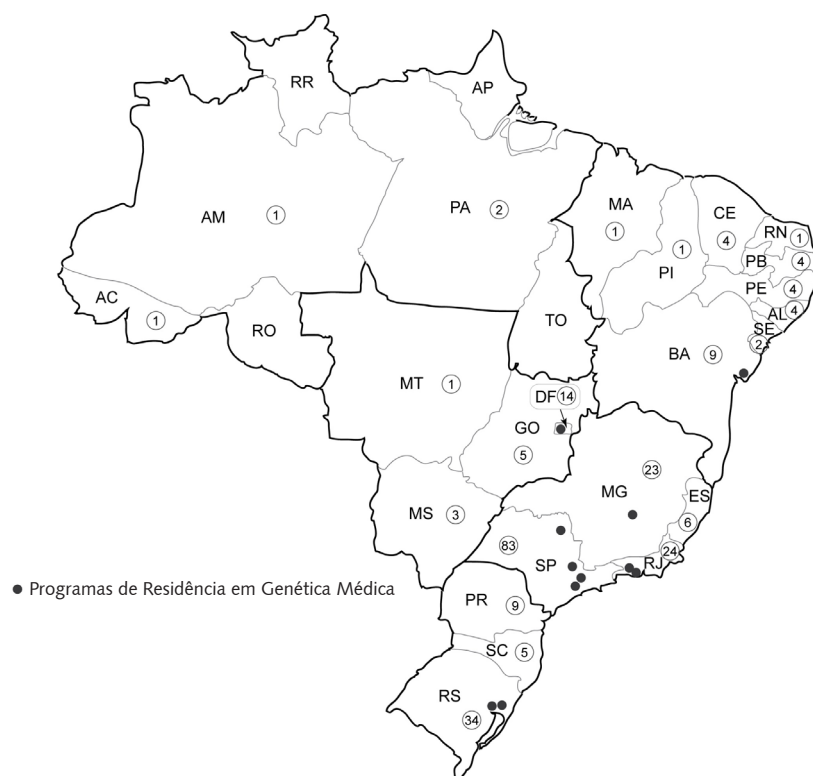 RR
AP
AM 1
PA 2
MA
1
CE
4
RN 1
PI
1
PB 4
PE 4
AL 4
SE
2
AC
1
RO
TO
BA 9
MT 1
DF 14
GO
5
23
MG
ES
6
MS 3
83
SP
24
RJ
● Programas de Residência em Genética Médica
PR 9
SC 5
RS
34